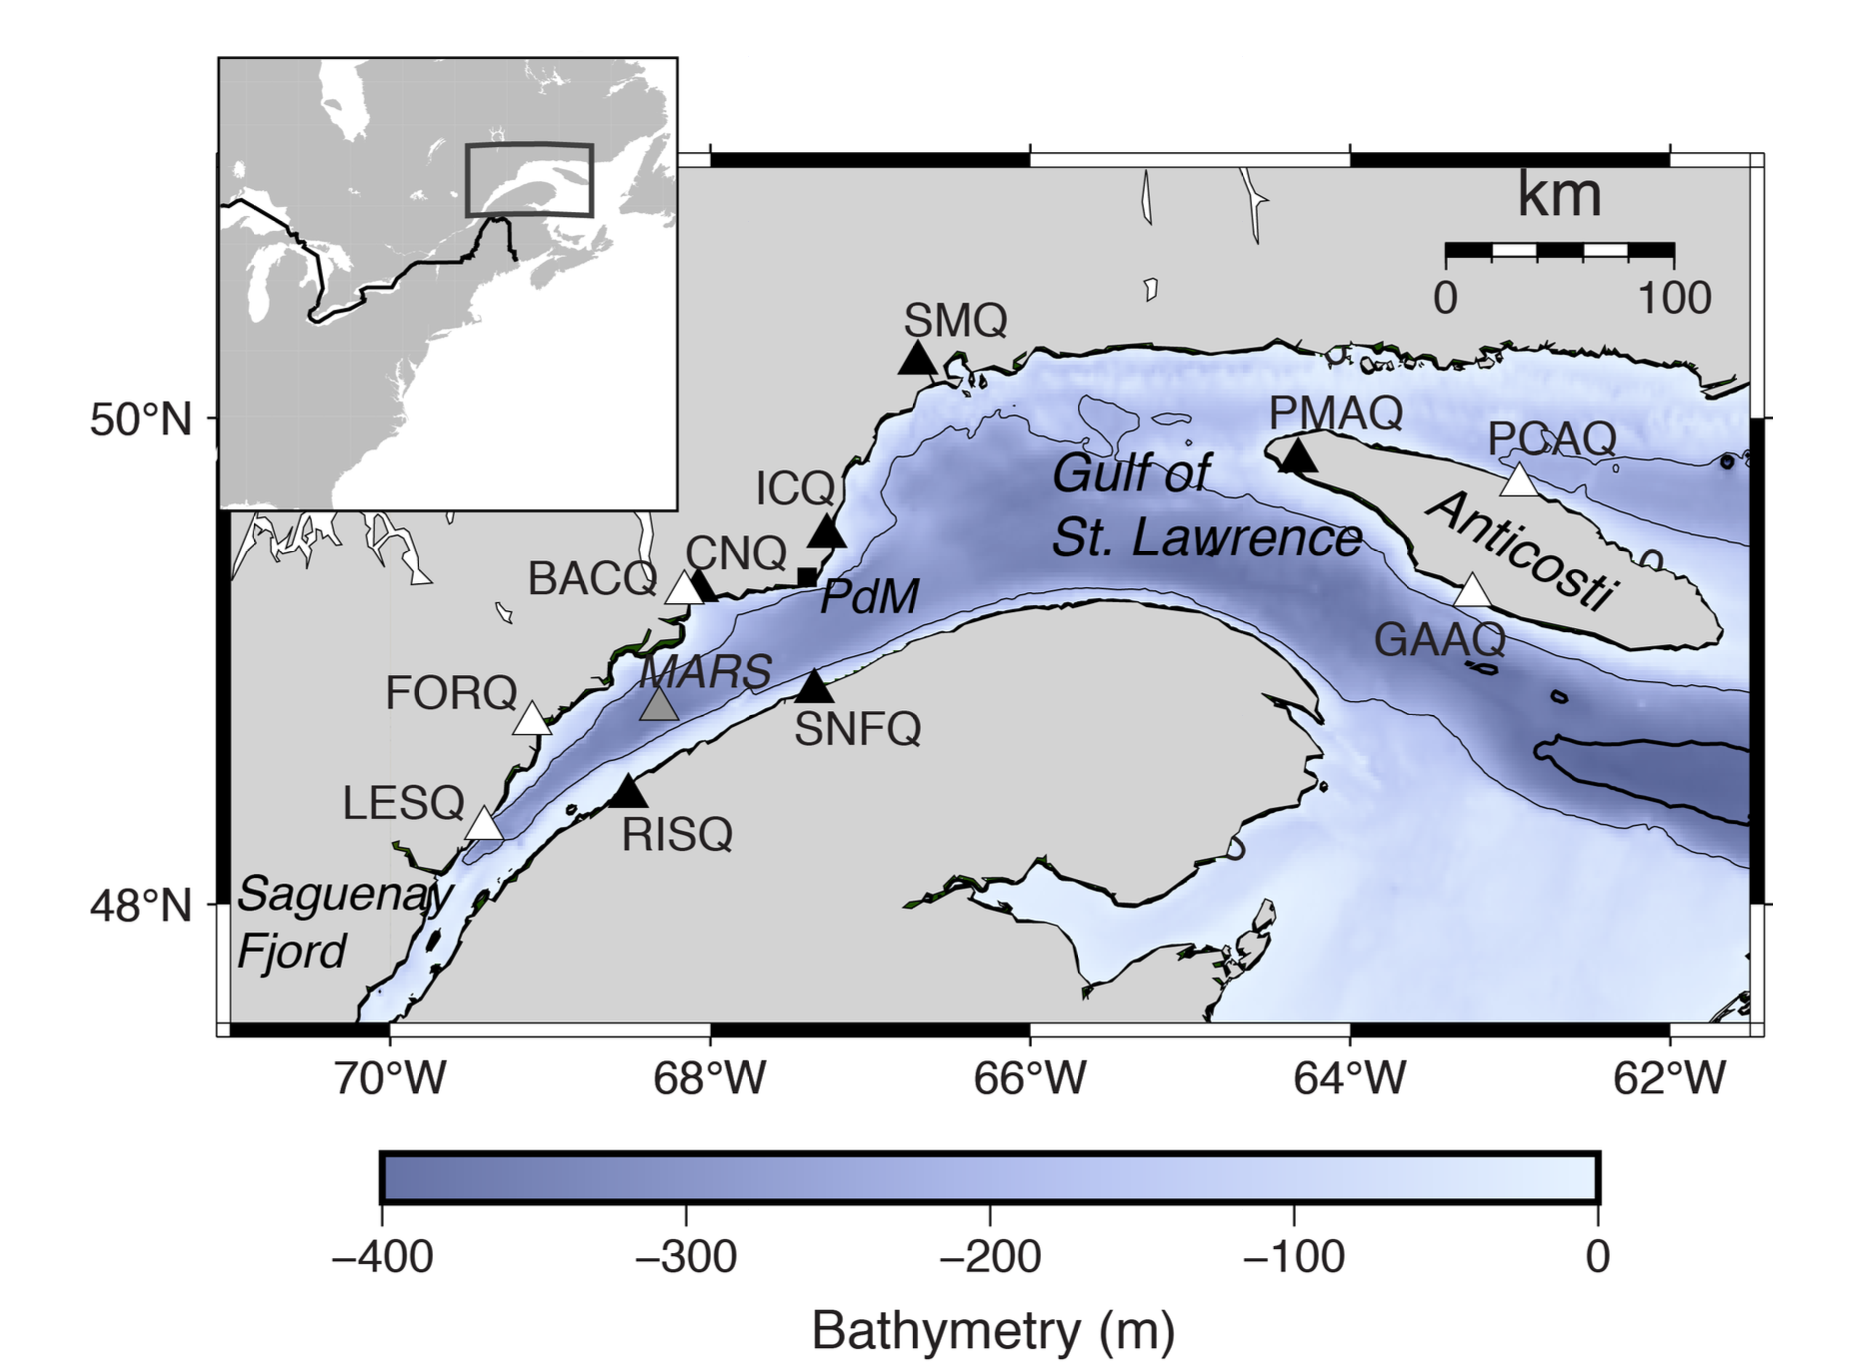 km
0 100
SMQ
50°N
PMAQ
PCAQ
Gulf of
St. Lawrence
ICQ
Anticosti
CNQ
BACQ
PdM
GAAQ
MARS
FORQ
SNFQ
LESQ
RISQ
Saguenay
Fjord
48°N
70°W 68°W 66°W 64°W 62°W
−400 −300 −200 −100 0
Bathymetry (m)